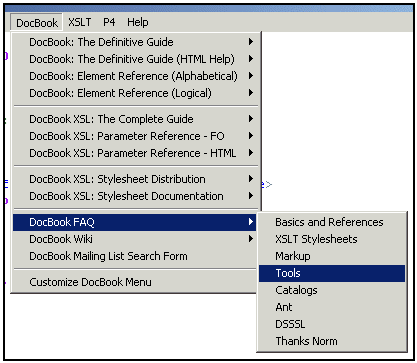 DocBook XSLT P4 Help
DocBook: The Definitive Guide
DocBook: The Definitive Guide (HTML Help)
DocBook: Element Reference (Alphabetical)
DocBook: Element Reference (Logical)
DocBook XSL: The Complete Guide
DocBook XSL: Parameter Reference - FO
DocBook XSL: Parameter Reference - HTML
DocBook XSL: Stylesheet Distribution
DocBook XSL: Stylesheet Documentation
DocBook FAQ
DocBook Wiki
DocBook Mailing List Search Form
Customize DocBook Menu
Basics and References
XSLT Stylesheets
Markup
Tools
Catalogs
Ant
DSSSL
Thanks Norm